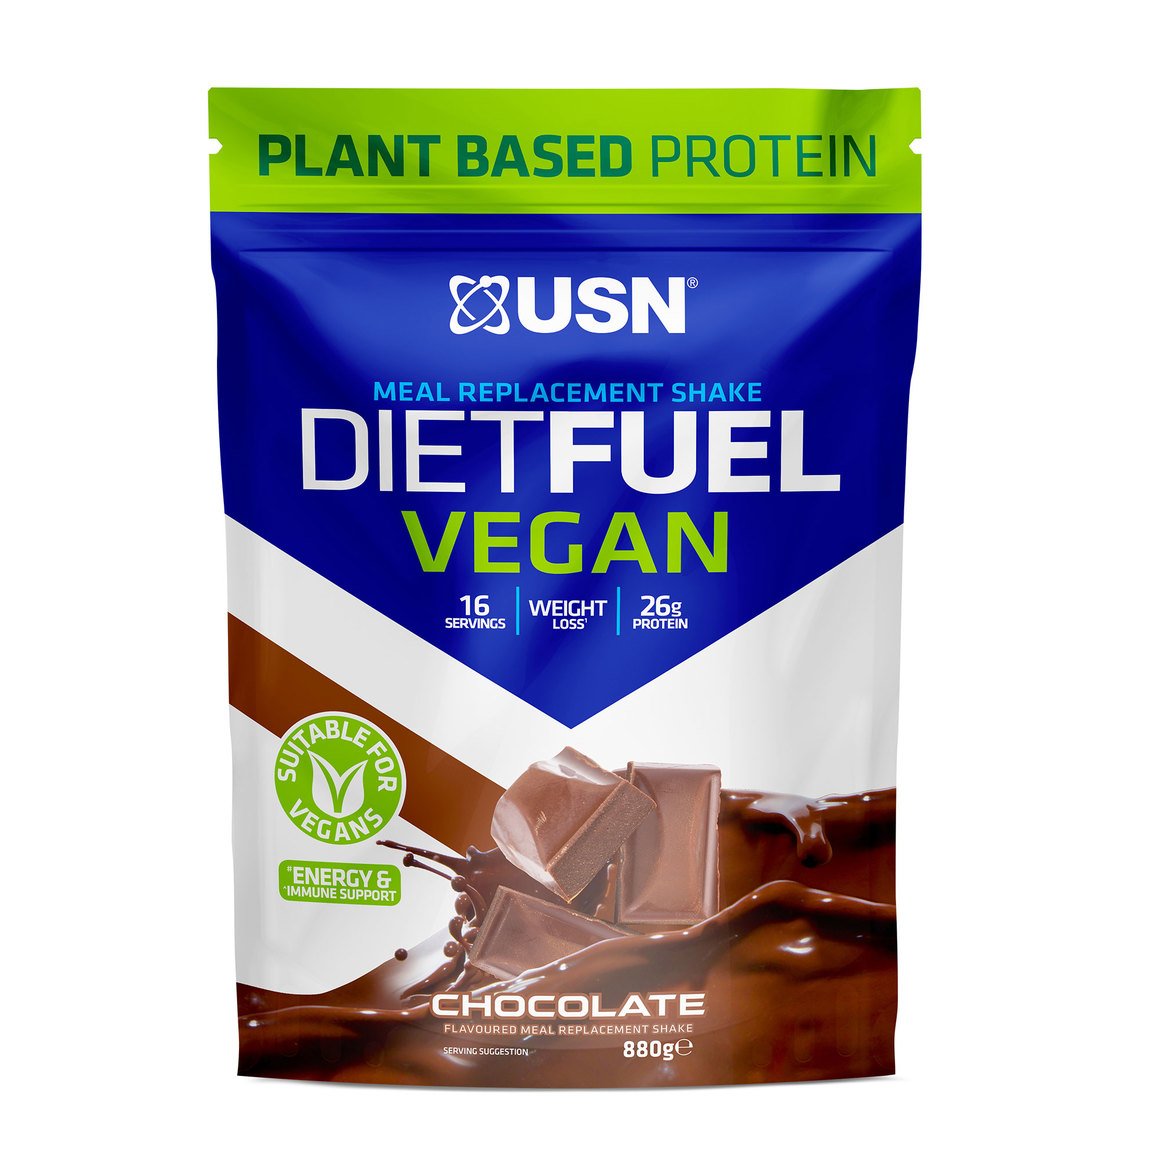 PLANT BASED PROTEIN
USN®
MEAL REPLACEMENT SHAKE
DIETFUEL
VEGAN
16 SERVINGS
WEIGHT LOSS¹
26g PROTEIN
SUITABLE FOR VEGANS
#ENERGY &
^IMMUNE SUPPORT
CHOCOLATE
FLAVOURED MEAL REPLACEMENT SHAKE
SERVING SUGGESTION
880g℮